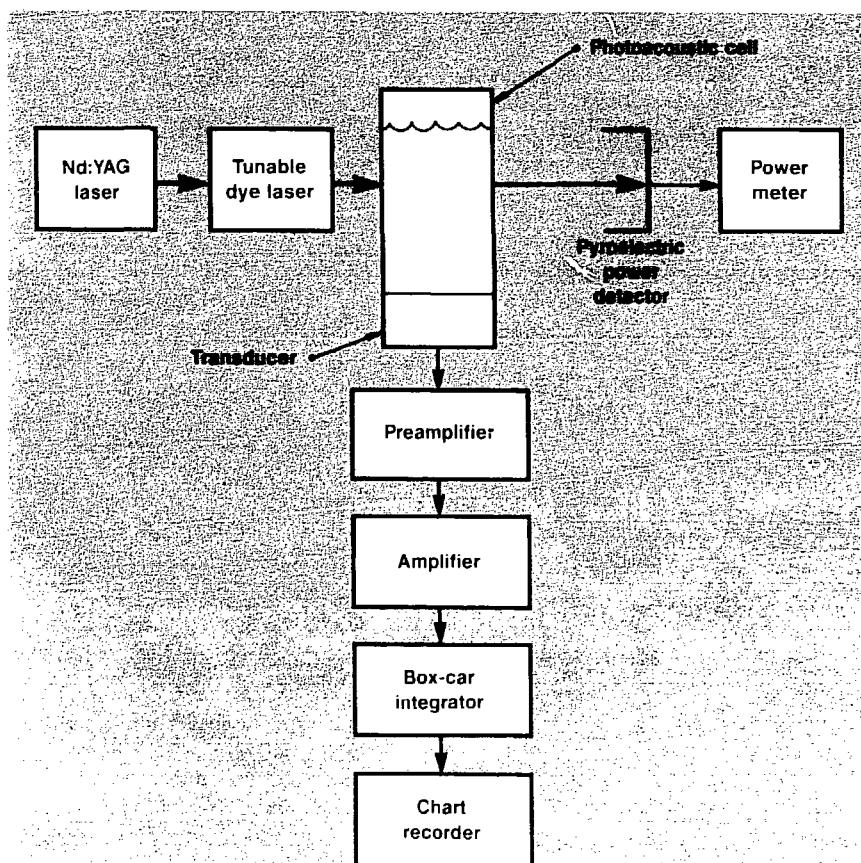 Photoacoustic cell
Nd:YAG
laser
Tunable
dye laser
Power
meter
Pyroelectric
power
detector
Transducer
Preamplifier
Amplifier
Box-car
integrator
Chart
recorder